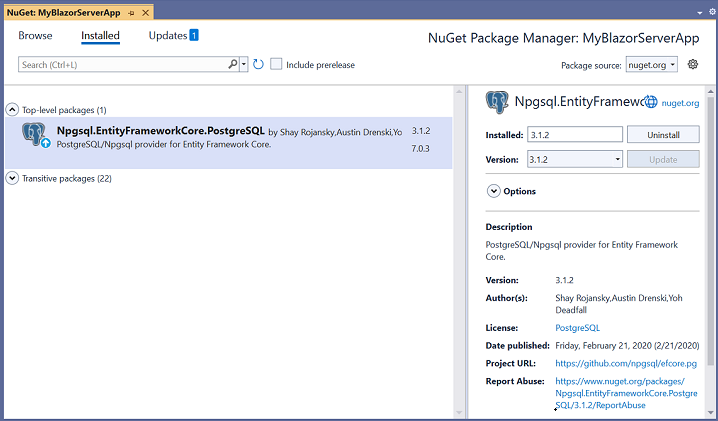 NuGet: MyBlazorServerApp
Browse Installed Updates 1
NuGet Package Manager: MyBlazorServerApp
Search (Ctrl+L)
Include prerelease
Package source: nuget.org
Top-level packages (1)
Npgsql.EntityFrameworkCore.PostgreSQL by Shay Rojansky,Austin Drenski,Yo 3.1.2
PostgreSQL/Npgsql provider for Entity Framework Core. 7.0.3
Transitive packages (22)
Npgsql.EntityFramew nuget.org
Installed: 3.1.2 Uninstall
Version: 3.1.2 Update
Options
Description
PostgreSQL/Npgsql provider for Entity Framework
Core.
Version: 3.1.2
Author(s): Shay Rojansky,Austin Drenski,Yoh
Deadfall
License: PostgreSQL
Date published: Friday, February 21, 2020 (2/21/2020)
Project URL: https://github.com/npgsql/efcore.pg
Report Abuse: https://www.nuget.org/packages/
Npgsql.EntityFrameworkCore.Postgre
SQL/3.1.2/ReportAbuse